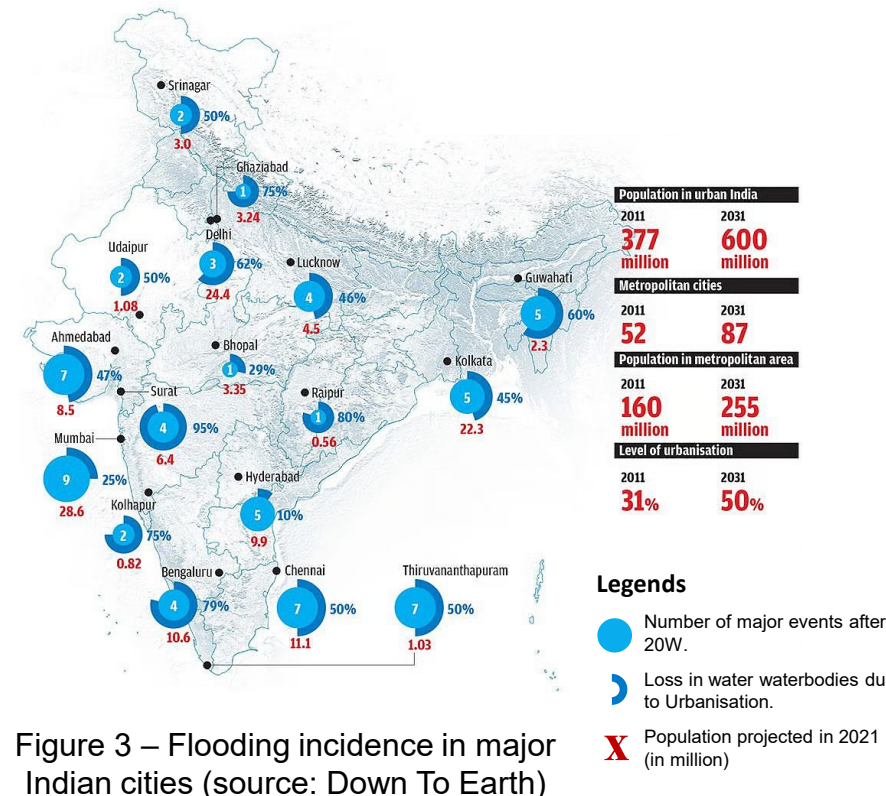 Srinagar
2
50%
3.0
Ghaziabad
1
75%
3.24
Delhi
3
62%
24.4
Udaipur
2
50%
1.08
Lucknow
4
46%
4.5
Guwahati
5
60%
2.3
Ahmedabad
7
47%
8.5
Bhopal
1
29%
3.35
Kolkata
5
45%
22.3
Surat
4
95%
6.4
Raipur
1
80%
0.56
Mumbai
9
25%
28.6
Hyderabad
5
10%
9.9
Kolhapur
2
75%
0.82
Bengaluru
4
79%
10.6
Chennai
7
50%
11.1
Thiruvananthapuram
7
50%
1.03
Population in urban India
2011 2031
377 600
million million
Metropolitan cities
2011 2031
52 87
Population in metropolitan area
2011 2031
160 255
million million
Level of urbanisation
2011 2031
31% 50%
Legends
Number of major events after
20W.
Loss in water waterbodies du
to Urbanisation.
X
Population projected in 2021
(in million)
Figure 3 – Flooding incidence in major
Indian cities (source: Down To Earth)